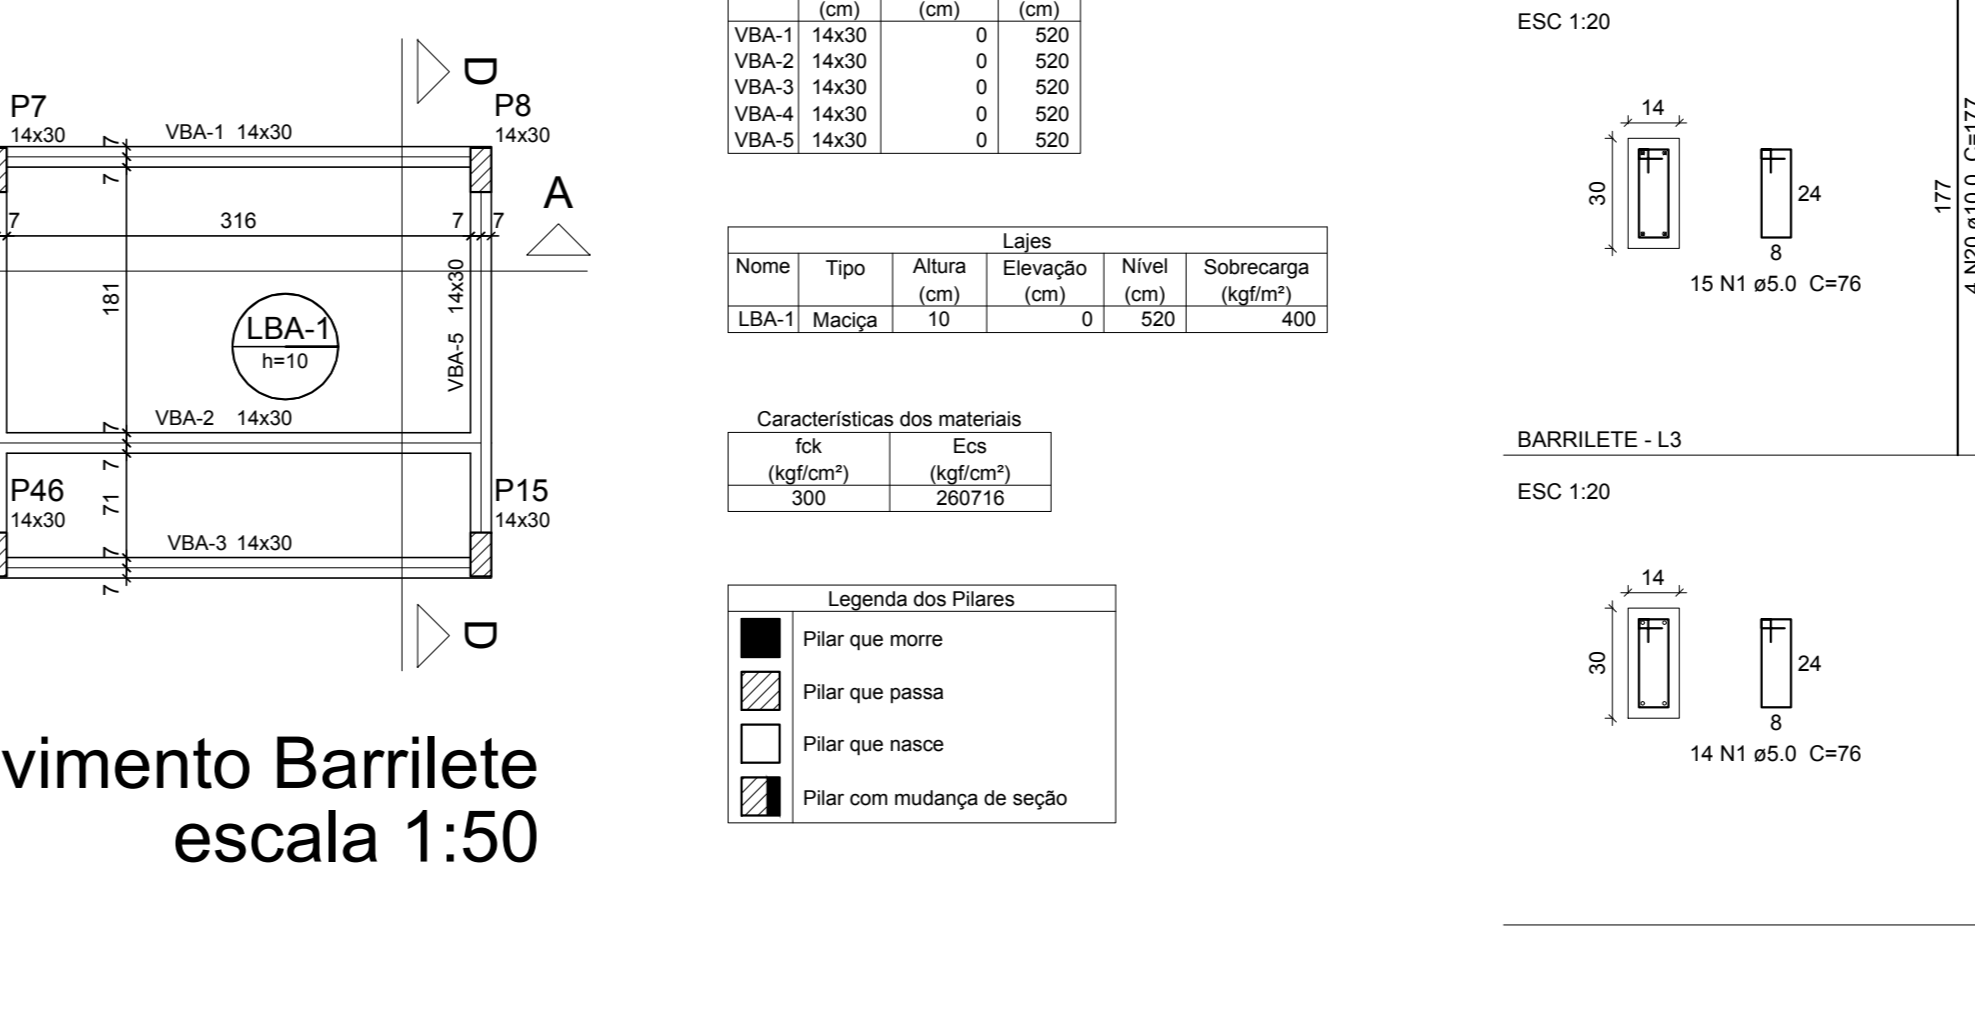 P7
14x30
VBA-1 14x30
D
P8
14x30
7
7
7
316
7
7
A
181
LBA-1
h=10
VBA-5 14x30
VBA-2 14x30
7
7
P46
14x30
71
P15
14x30
VBA-3 14x30
7
7
D
vimento Barrilete
escala 1:50
(cm) (cm) (cm)
VBA-1 14x30 0 520
VBA-2 14x30 0 520
VBA-3 14x30 0 520
VBA-4 14x30 0 520
VBA-5 14x30 0 520
Lajes
Nome Tipo Altura Elevação Nível Sobrecarga
(cm) (cm) (cm) (kgf/m²)
LBA-1 Maciça 10 0 520 400
Características dos materiais
fck Ecs
(kgf/cm²) (kgf/cm²)
300 260716
Legenda dos Pilares
Pilar que morre
Pilar que passa
Pilar que nasce
Pilar com mudança de seção
ESC 1:20
14
30
24
8
15 N1 ø5.0 C=76
177
4 N20 ø10.0 C=177
BARRILETE - L3
ESC 1:20
14
30
24
8
14 N1 ø5.0 C=76